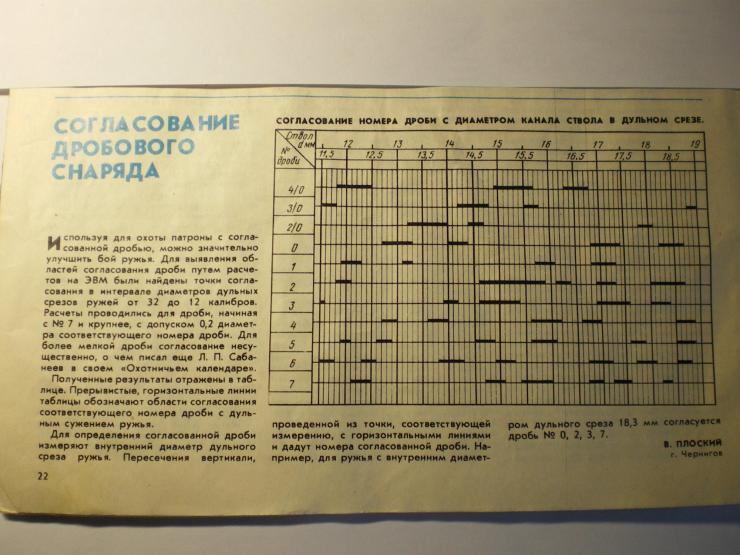 СОГЛАСОВАНИЕ
ДРОБОВОГО
СНАРЯДА
Используя для охоты патроны с согла-
сованной дробью, можно значительно
улучшить бой ружья. Для выявления об-
ластей согласования дроби путем расче-
тов на ЭВМ были найдены точки согла-
сования в интервале диаметров дульных
срезов ружей от 32 до 12 калибров.
Расчеты проводились для дроби, начиная
с № 7 и крупнее, с допуском 0,2 диамет-
ра соответствующего номера дроби. Для
более мелкой дроби согласование несу-
щественно, о чем писал еще Л. П. Саба-
неев в своем «Охотничьем календаре».
Полученные результаты отражены в таб-
лице. Прерывистые, горизонтальные линии
таблицы обозначают области согласования
соответствующего номера дроби с дуль-
ным сужением ружья.
Для определения согласованной дроби
измеряют внутренний диаметр дульного
среза ружья. Пересечения вертикали,
22
СОГЛАСОВАНИЕ НОМЕРА ДРОБИ С ДИАМЕТРОМ КАНАЛА СТВОЛА В ДУЛЬНОМ СРЕЗЕ.
Ствол
d мм
№
дроби
12 13 14 15 16 17 18 19
11,5 12,5 13,5 14,5 15,5 16,5 17,5 18,5
4/0
3/0
2/0
0
1
2
3
4
5
6
7
проведенной из точки, соответствующей
измерению, с горизонтальными линиями
и дадут номера согласованной дроби. На-
пример, для ружья с внутренним диамет-
ром дульного среза 18,3 мм согласуется
дробь № 0, 2, 3, 7.
В. ПЛОСКИЙ
г. Чернигов